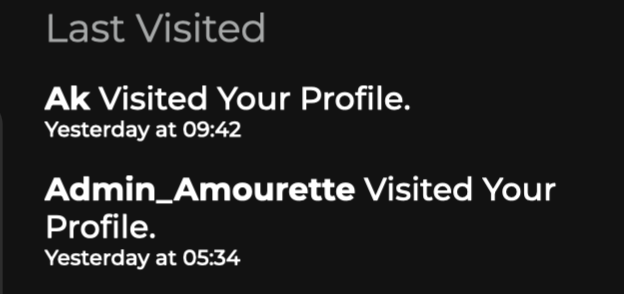 Last Visited
Ak Visited Your Profile.
Yesterday at 09:42
Admin_Amourette Visited Your
Profile.
Yesterday at 05:34